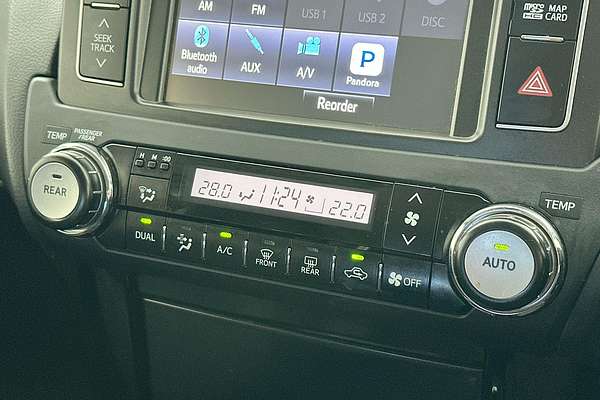 AM
FM
USB 1
USB 2
DISC
Bluetooth
audio
AUX
A/V
P
Pandora
Reorder
SEEK
TRACK
MAP
CARD
TEMP
PASSENGER
/REAR
REAR
H
M
:00
28.0
11:24
22.0
TEMP
AUTO
DUAL
A/C
FRONT
REAR
OFF